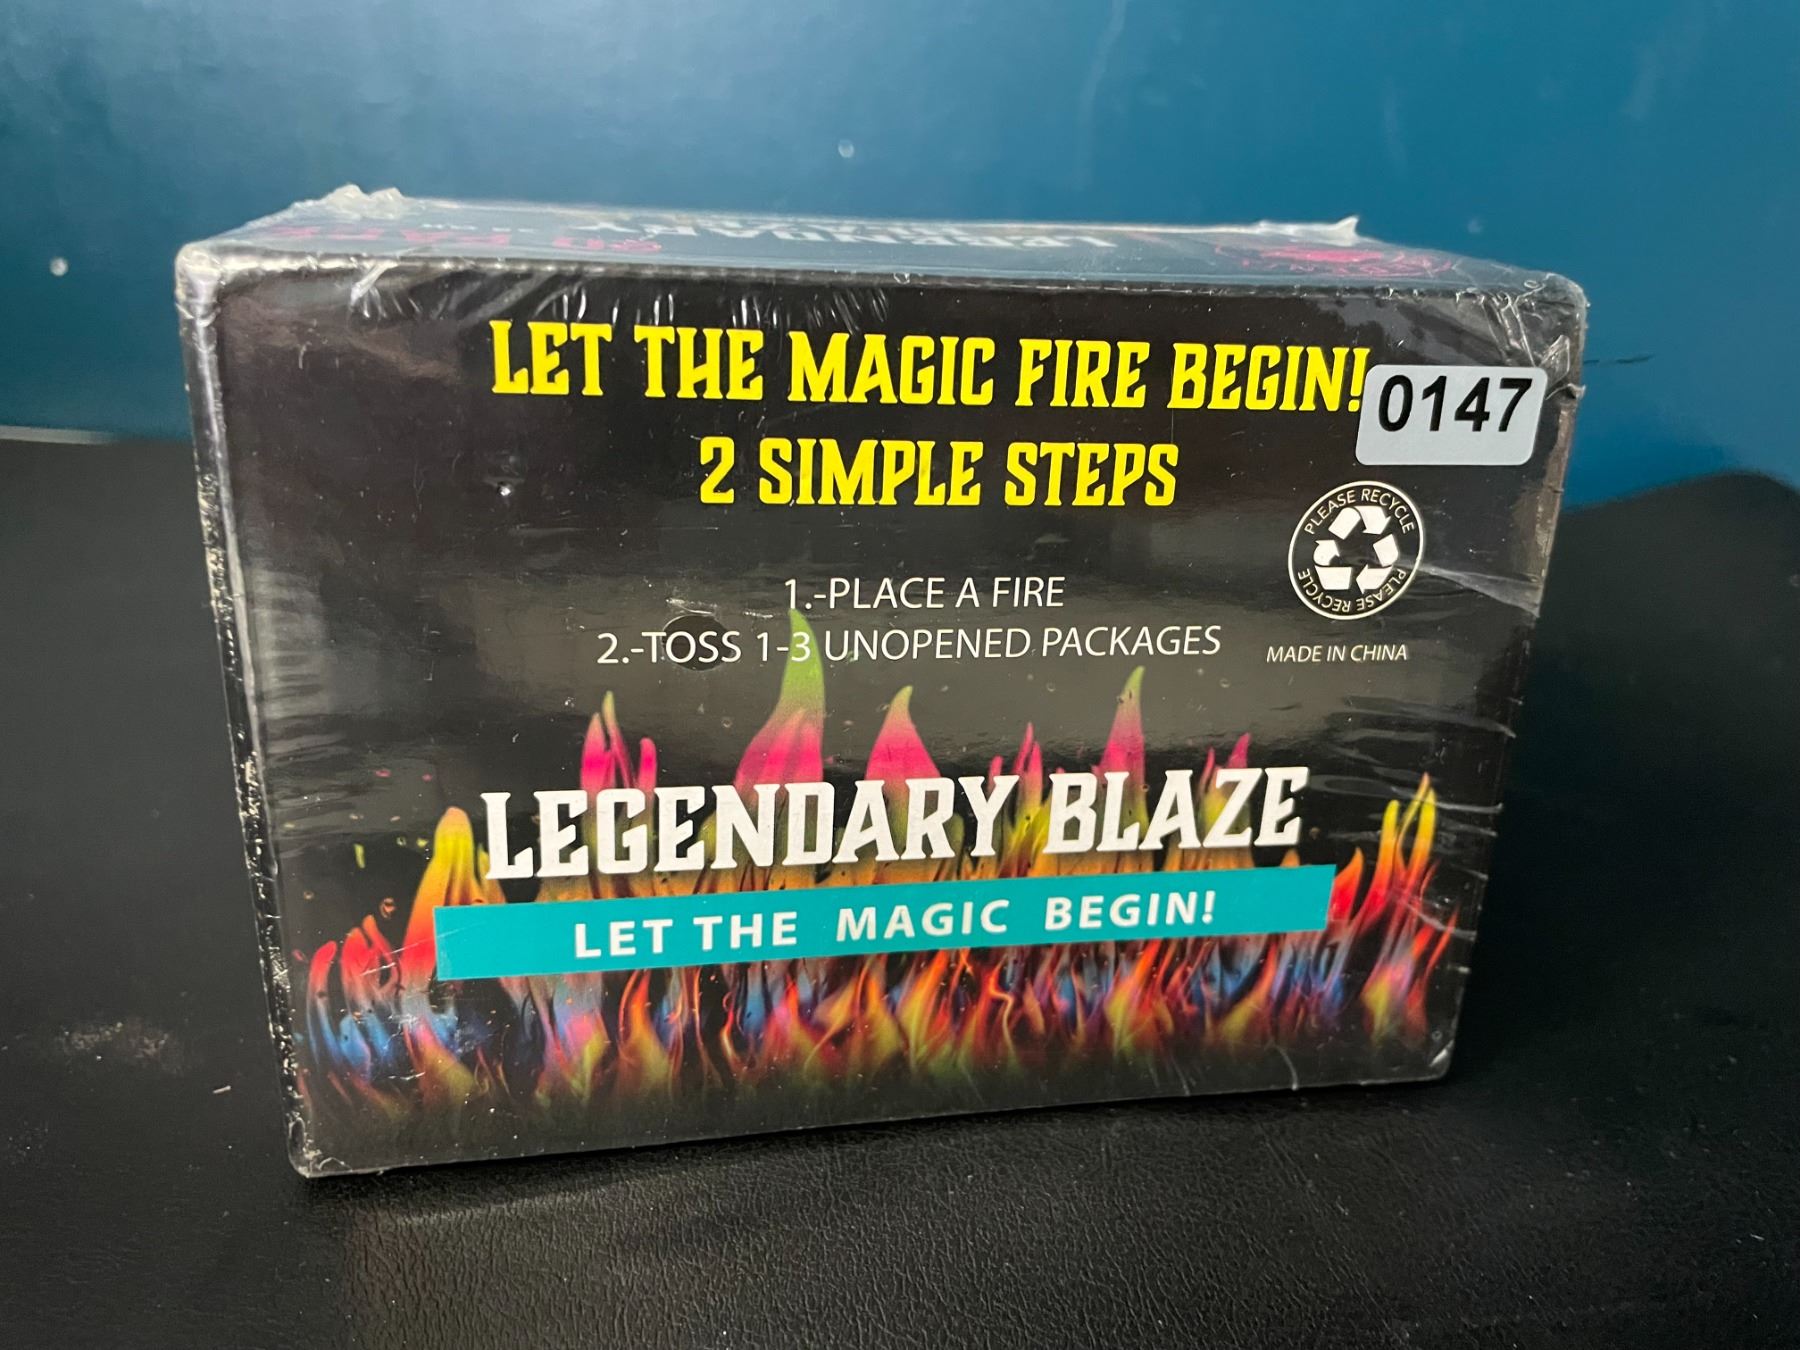 LEGENDARY
LET THE MAGIC FIRE BEGIN!
0147
2 SIMPLE STEPS
PLEASE RECYCLE
PLEASE RECYCLE
1.-PLACE A FIRE
2.-TOSS 1-3 UNOPENED PACKAGES
MADE IN CHINA
LEGENDARY BLAZE
LET THE MAGIC BEGIN!